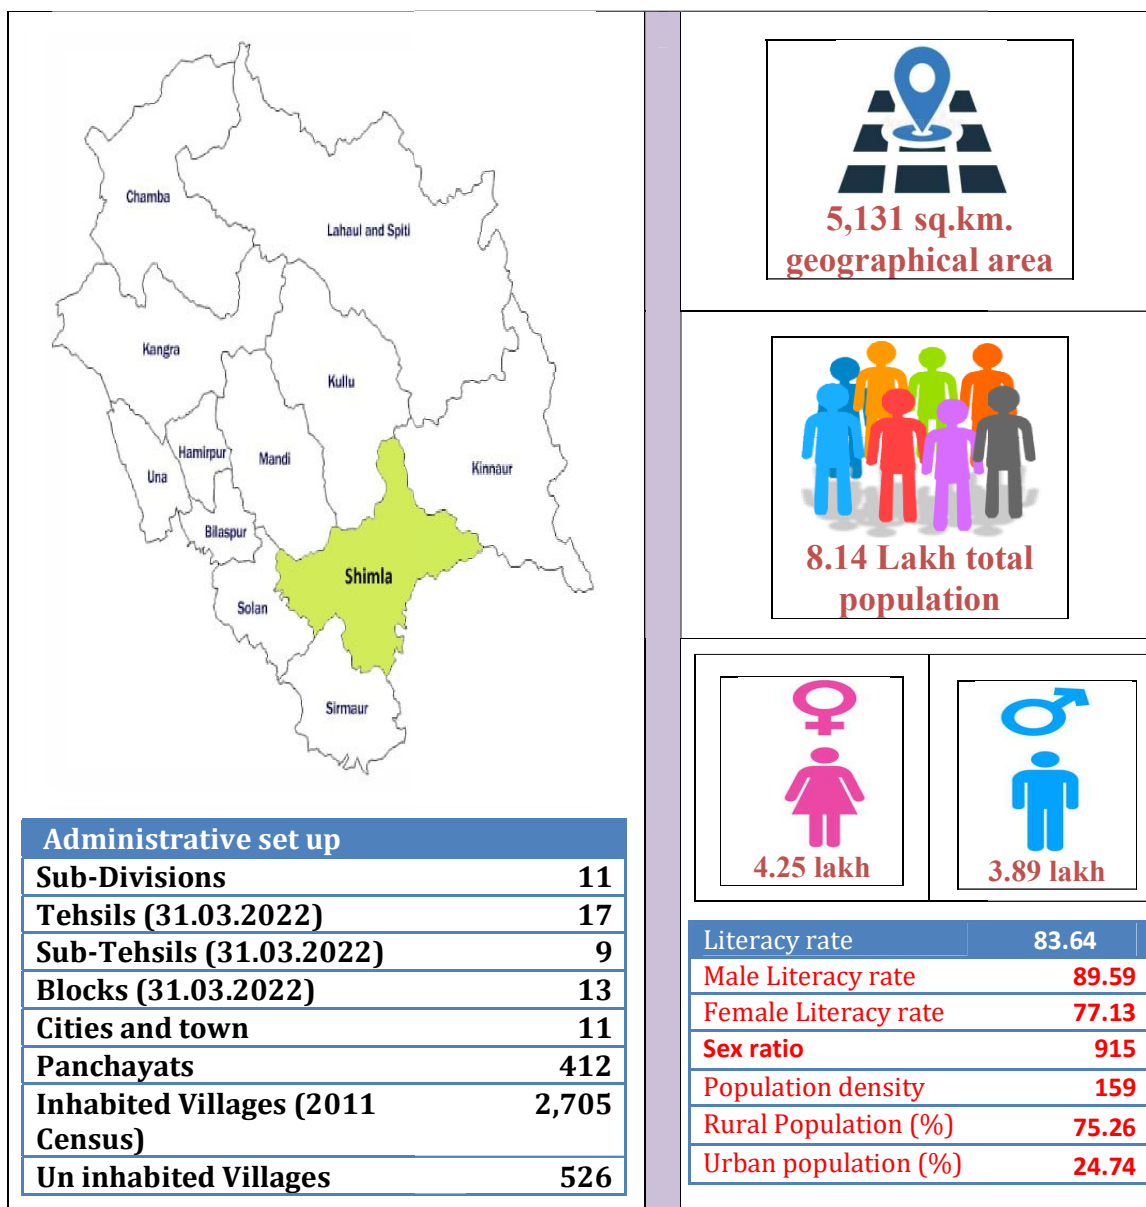 Chamba
Lahaul and Spiti
Kangra
Kullu
Hamirpur
Mandi
Kinnaur
Una
Bilaspur
Shimla
Solan
Sirmaur
Administrative set up
Sub-Divisions 11
Tehsils (31.03.2022) 17
Sub-Tehsils (31.03.2022) 9
Blocks (31.03.2022) 13
Cities and town 11
Panchayats 412
Inhabited Villages (2011 2,705
Census)
Un inhabited Villages 526
5,131 sq.km.
geographical area
8.14 Lakh total
population
4.25 lakh
3.89 lakh
Literacy rate 83.64
Male Literacy rate 89.59
Female Literacy rate 77.13
Sex ratio 915
Population density 159
Rural Population (%) 75.26
Urban population (%) 24.74